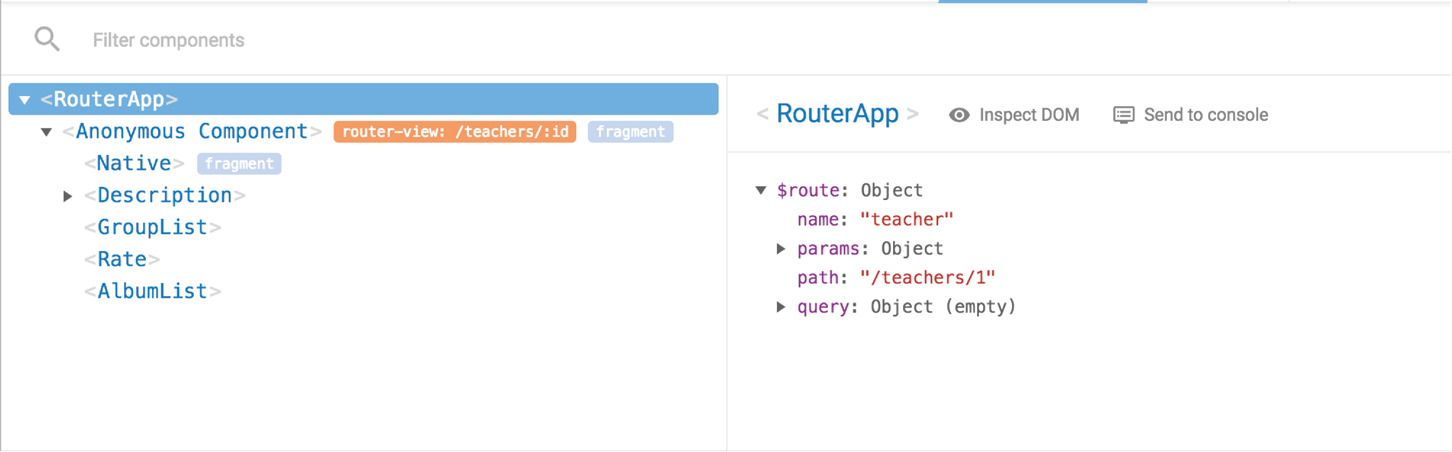 Filter components
<RouterApp>
<Anonymous Component> router-view: /teachers/:id fragment
<Native> fragment
<Description>
<GroupList>
<Rate>
<AlbumList>
< RouterApp > Inspect DOM Send to console
$route: Object
name: "teacher"
params: Object
path: "/teachers/1"
query: Object (empty)